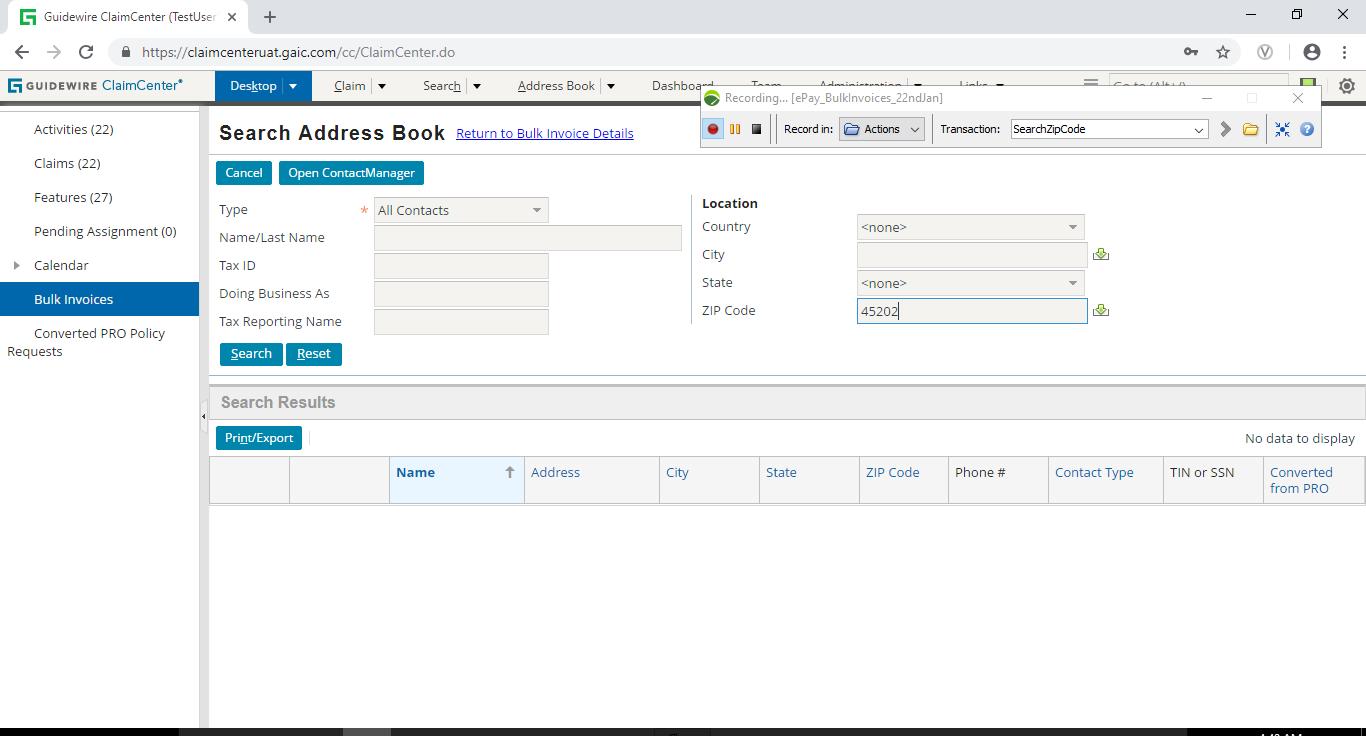 Guidewire ClaimCenter (TestUser
https://claimcenteruat.gaic.com/cc/ClaimCenter.do
GUIDEWIRE ClaimCenter
Desktop
Claim
Search
Address Book
Team
Administration
Recording... [ePay_BulkInvoices_22ndJan]
Record in:
Actions
Transaction:
SearchZipCode
Activities (22)
Claims (22)
Features (27)
Pending Assignment (0)
Calendar
Bulk Invoices
Converted PRO Policy
Requests
Search Address Book Return to Bulk Invoice Details
Cancel
Open ContactManager
Type * All Contacts
Name/Last Name
Tax ID
Doing Business As
Tax Reporting Name
Location
Country <none>
City
State <none>
ZIP Code 45202
Search
Reset
Search Results
Print/Export
No data to display
Name
Address
City
State
ZIP Code
Phone #
Contact Type
TIN or SSN
Converted
from PRO